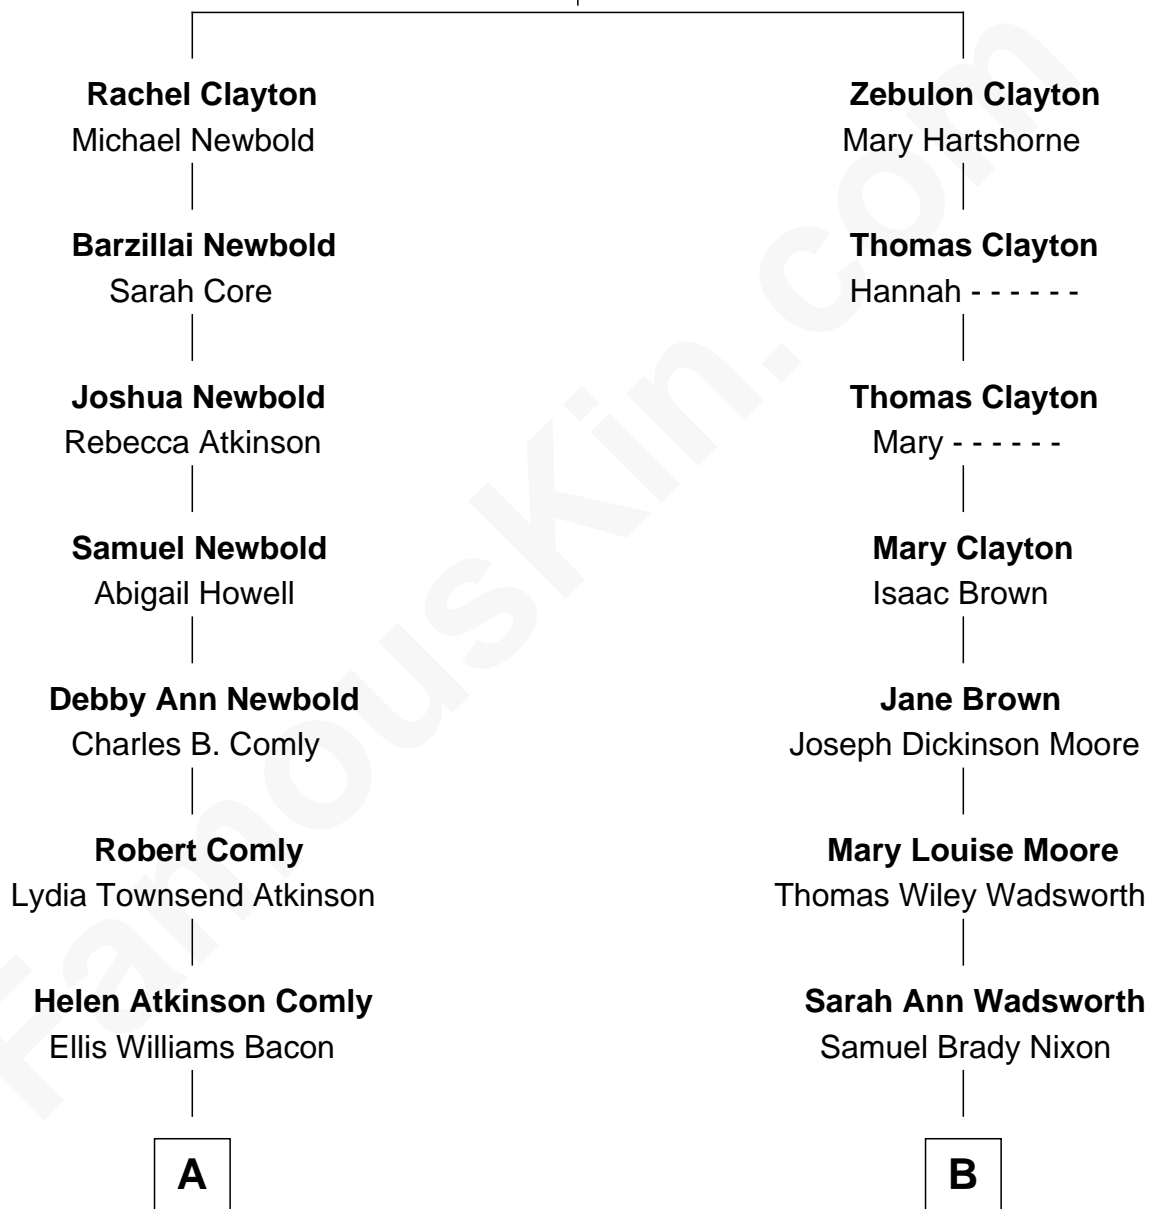 Rachel Clayton
Michael Newbold
Barzillai Newbold
Sarah Core
Joshua Newbold
Rebecca Atkinson
Samuel Newbold
Abigail Howell
Debby Ann Newbold
Charles B. Comly
Robert Comly
Lydia Townsend Atkinson
Helen Atkinson Comly
Ellis Williams Bacon
A
Zebulon Clayton
Mary Hartshorne
Thomas Clayton
Hannah - - - - - -
Thomas Clayton
Mary - - - - - -
Mary Clayton
Isaac Brown
Jane Brown
Joseph Dickinson Moore
Mary Louise Moore
Thomas Wiley Wadsworth
Sarah Ann Wadsworth
Samuel Brady Nixon
B
FamousKin.com